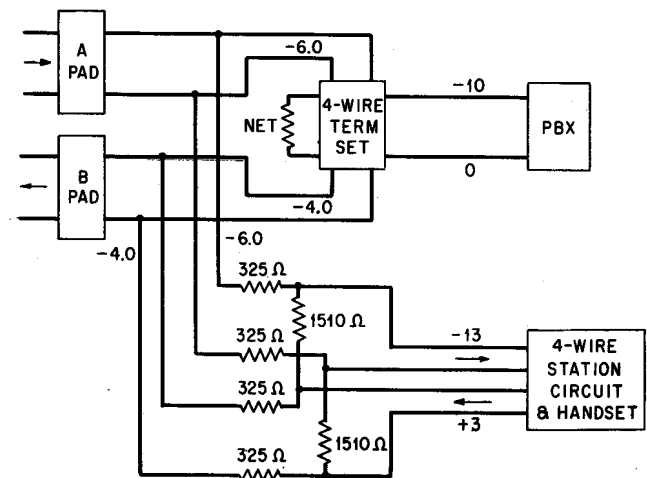 A
PAD
-6.0
-10
4-WIRE
TERM
SET
NET
PBX
B
PAD
0
-4.0
-4.0
-6.0
325 Ω
1510 Ω
325 Ω
-13
4-WIRE
STATION
CIRCUIT
& HANDSET
325 Ω
+3
1510 Ω
325 Ω